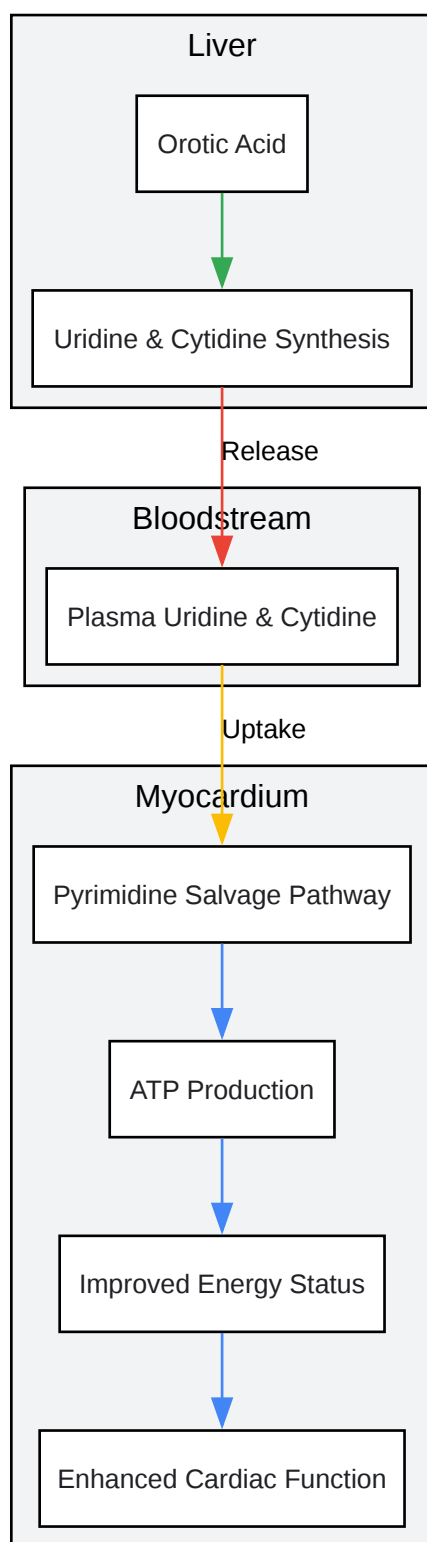 Liver
Orotic Acid
Uridine & Cytidine Synthesis
Release
Bloodstream
Plasma Uridine & Cytidine
Uptake
Myocardium
Pyrimidine Salvage Pathway
ATP Production
Improved Energy Status
Enhanced Cardiac Function